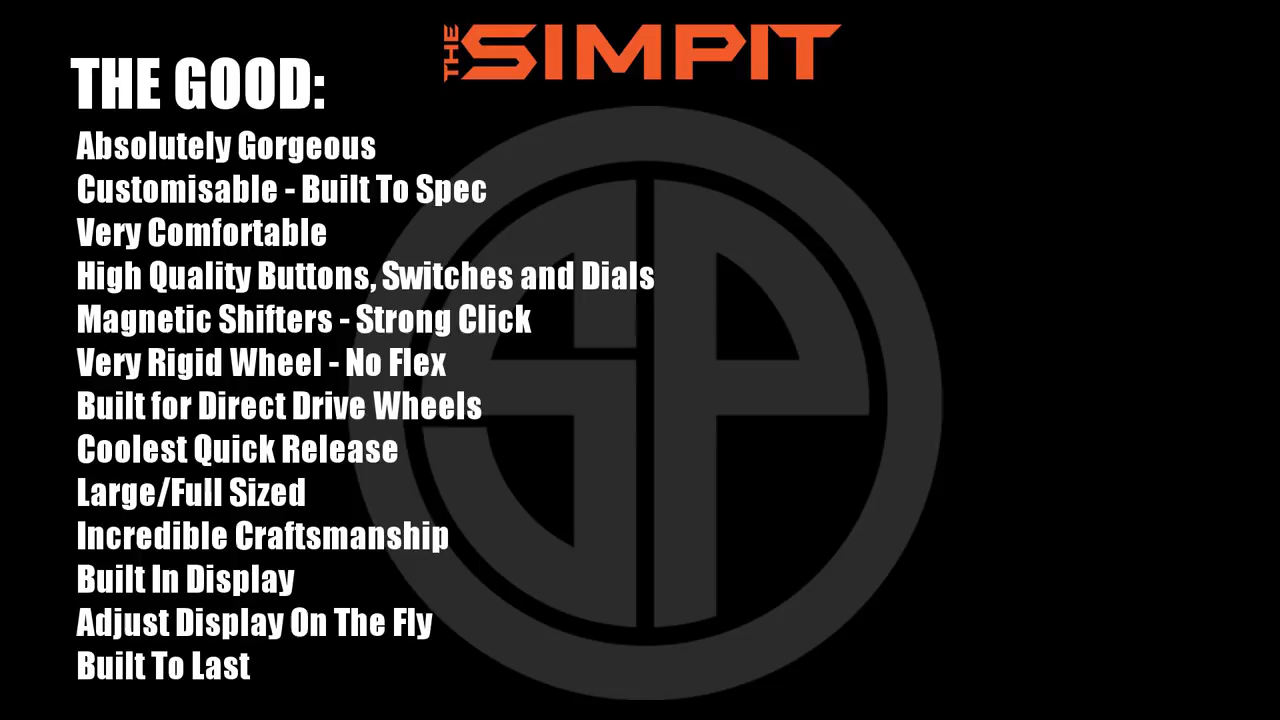 THE SIMPIT
THE GOOD:
Absolutely Gorgeous
Customisable - Built To Spec
Very Comfortable
High Quality Buttons, Switches and Dials
Magnetic Shifters - Strong Click
Very Rigid Wheel - No Flex
Built for Direct Drive Wheels
Coolest Quick Release
Large/Full Sized
Incredible Craftsmanship
Built In Display
Adjust Display On The Fly
Built To Last
SP